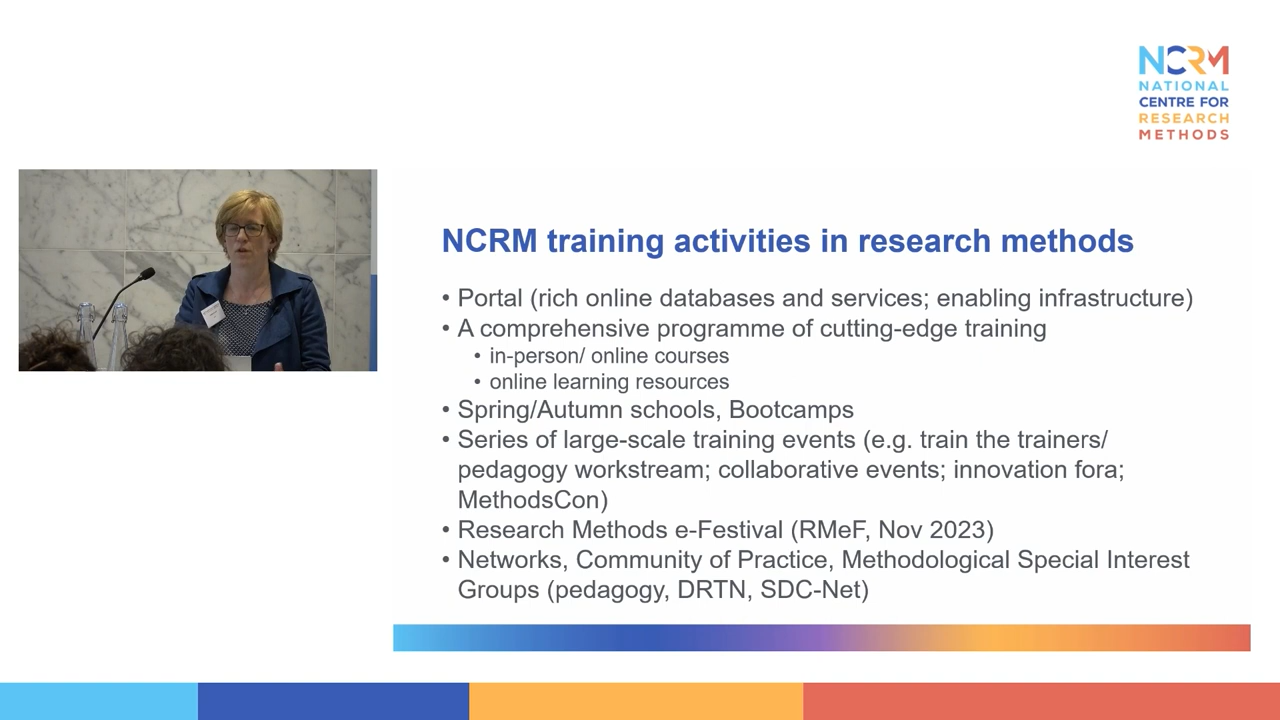 NCRM
NATIONAL
CENTRE FOR
RESEARCH
METHODS
NCRM training activities in research methods
• Portal (rich online databases and services; enabling infrastructure)
• A comprehensive programme of cutting-edge training
• in-person/ online courses
• online learning resources
• Spring/Autumn schools, Bootcamps
• Series of large-scale training events (e.g. train the trainers/
pedagogy workstream; collaborative events; innovation fora;
MethodsCon)
• Research Methods e-Festival (RMeF, Nov 2023)
• Networks, Community of Practice, Methodological Special Interest
Groups (pedagogy, DRTN, SDC-Net)